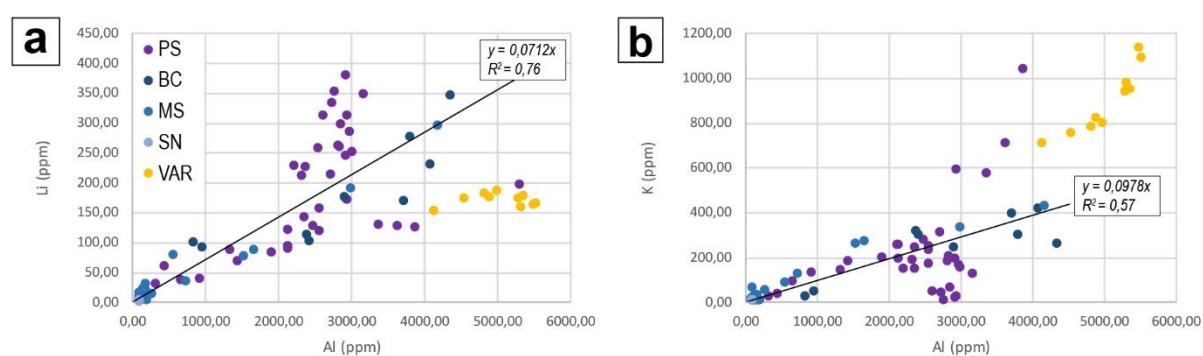 a
450,00
400,00
350,00
300,00
250,00
200,00
150,00
100,00
50,00
0,00
Li (ppm)
PS
BC
MS
SN
VAR
y = 0,0712x
R² = 0,76
0,00 1000,00 2000,00 3000,00 4000,00 5000,00 6000,00
Al (ppm)
b
1200,00
1000,00
800,00
600,00
400,00
200,00
0,00
K (ppm)
y = 0,0978x
R² = 0,57
0,00 1000,00 2000,00 3000,00 4000,00 5000,00 6000,00
Al (ppm)